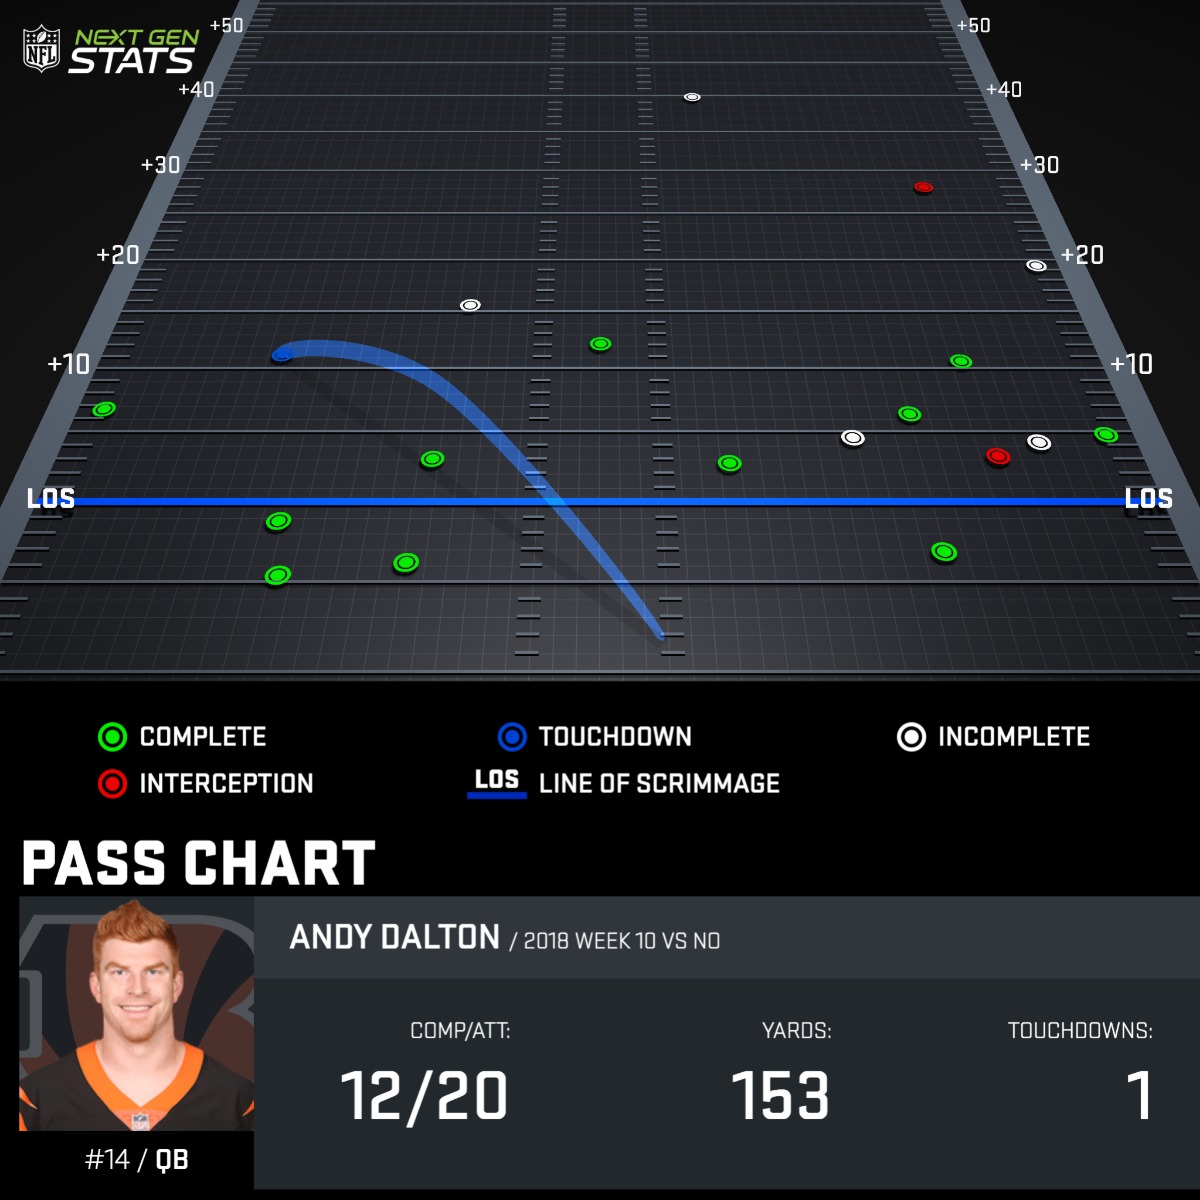 NFL
NEXT GEN
STATS
+50 +50
+40 +40
+30 +30
+20 +20
+10 +10
LOS LOS
COMPLETE TOUCHDOWN INCOMPLETE
INTERCEPTION LOS LINE OF SCRIMMAGE
PASS CHART
ANDY DALTON / 2018 WEEK 10 VS NO
COMP/ATT: YARDS: TOUCHDOWNS:
12/20 153 1
#14 / QB